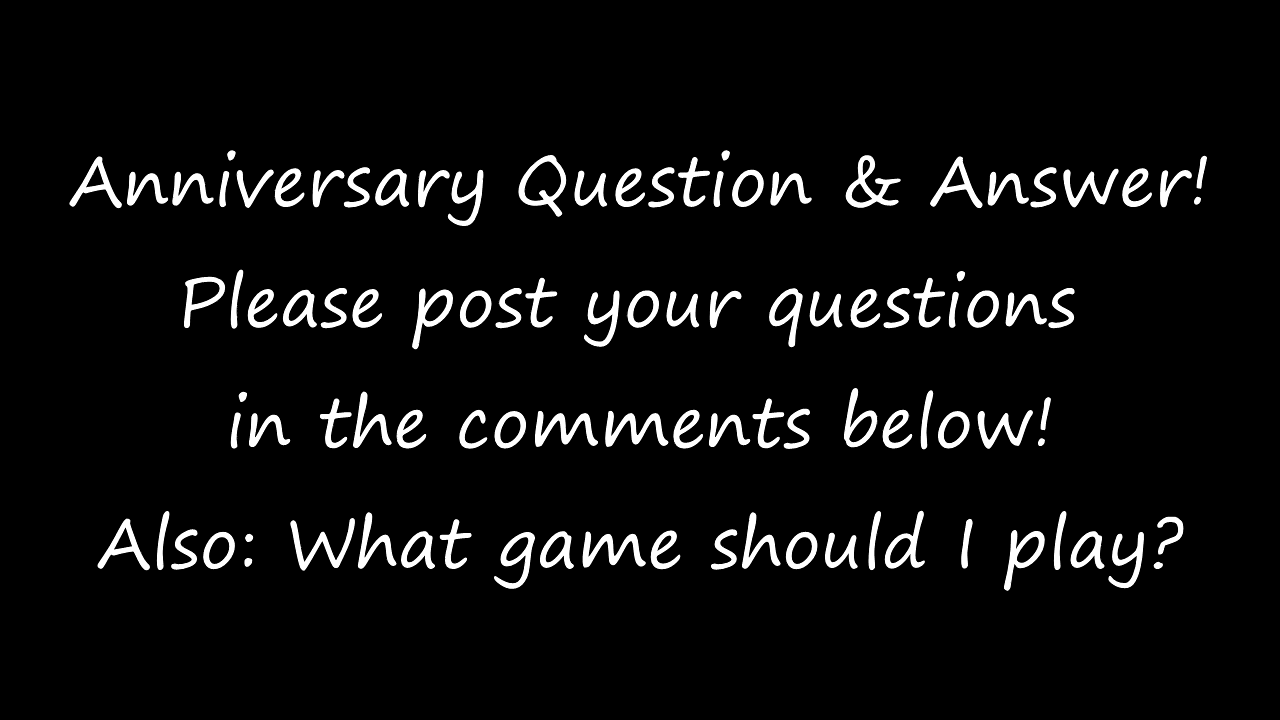 Anniversary Question & Answer!
Please post your questions
in the comments below!
Also: What game should I play?